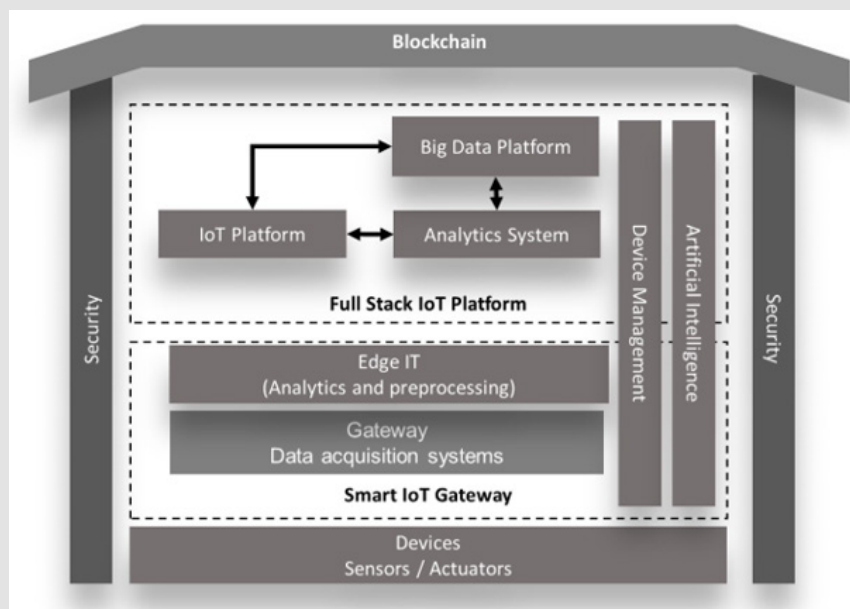 Blockchain
Security
Big Data Platform
IoT Platform
Analytics System
Full Stack IoT Platform
Device Management
Artificial Intelligence
Security
Edge IT
(Analytics and preprocessing)
Gateway
Data acquisition systems
Smart IoT Gateway
Devices
Sensors / Actuators